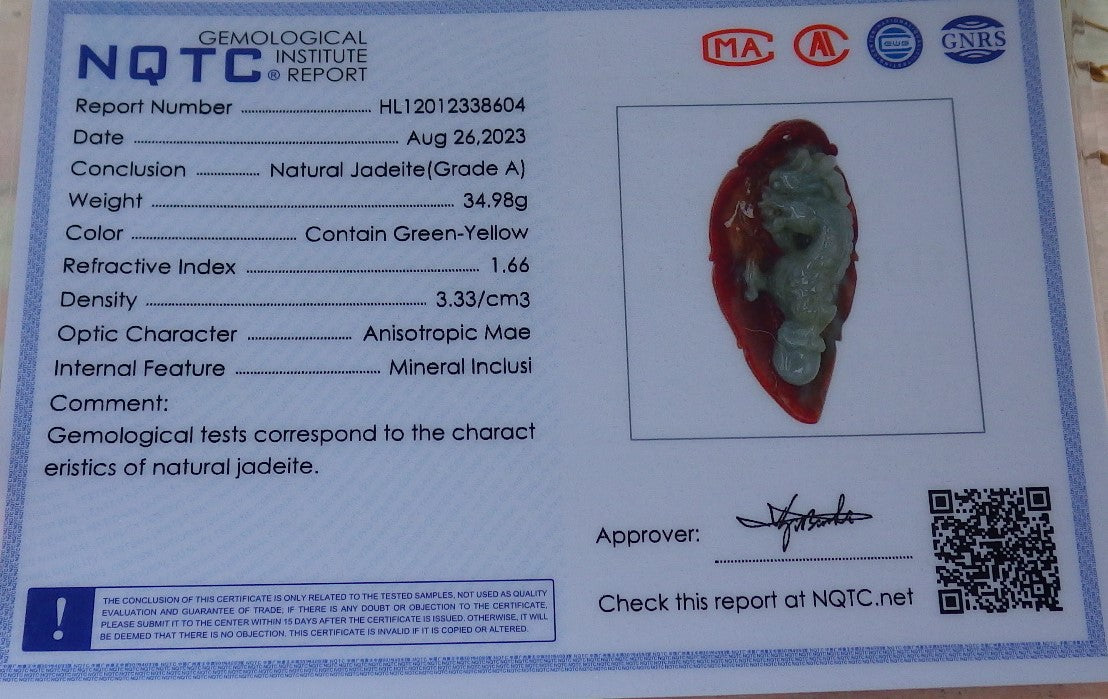 NQTC® GEMOLOGICAL INSTITUTE REPORT
MA
AL
GNRS
Report Number ........ HL12012338604
Date ........ Aug 26,2023
Conclusion ........ Natural Jadeite(Grade A)
Weight ........ 34.98g
Color ........ Contain Green-Yellow
Refractive Index ........ 1.66
Density ........ 3.33/cm3
Optic Character ........ Anisotropic Mae
Internal Feature ........ Mineral Inclusi
Comment:
Gemological tests correspond to the charact
eristics of natural jadeite.
Approver:
Check this report at NQTC.net
! THE CONCLUSION OF THIS CERTIFICATE IS ONLY RELATED TO THE TESTED SAMPLES, NOT USED AS QUALITY
EVALUATION AND GUARANTEE OF TRADE; IF THERE IS ANY DOUBT OR OBJECTION TO THE CERTIFICATE,
PLEASE SUBMIT IT TO THE CENTER WITHIN 15 DAYS AFTER THE CERTIFICATE IS ISSUED. OTHERWISE, IT WILL
BE DEEMED THAT THERE IS NO OBJECTION. THIS CERTIFICATE IS INVALID IF IT IS COPIED OR ALTERED.